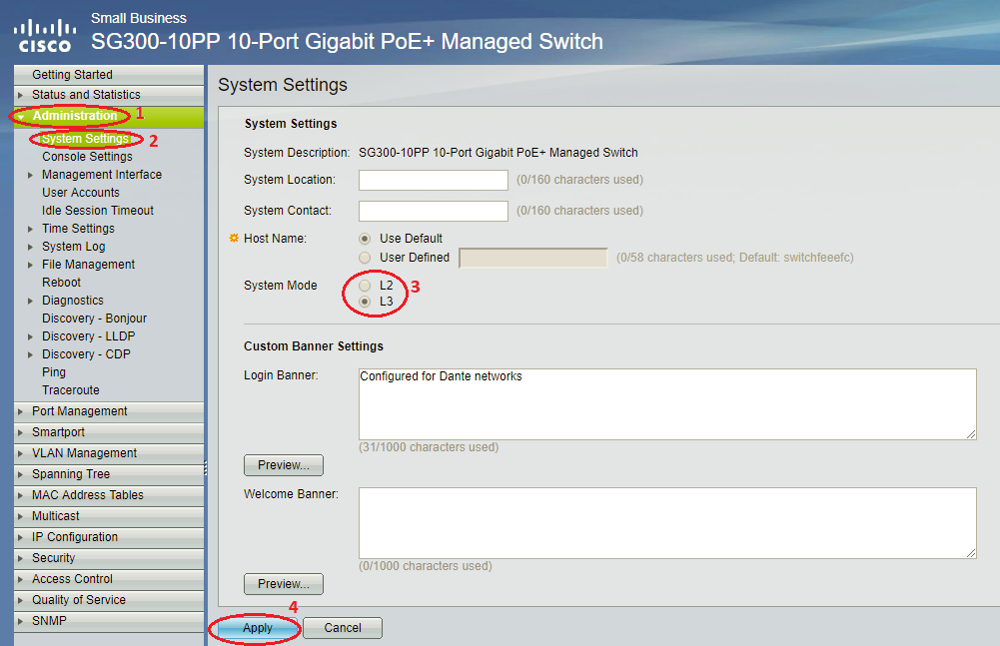 Small Business
CISCO
SG300-10PP 10-Port Gigabit PoE+ Managed Switch
Getting Started
Status and Statistics
Administration 1
System Settings 2
Console Settings
Management Interface
User Accounts
Idle Session Timeout
Time Settings
System Log
File Management
Reboot
Diagnostics
Discovery - Bonjour
Discovery - LLDP
Discovery - CDP
Ping
Traceroute
Port Management
Smartport
VLAN Management
Spanning Tree
MAC Address Tables
Multicast
IP Configuration
Security
Access Control
Quality of Service
SNMP
System Settings
System Settings
System Description: SG300-10PP 10-Port Gigabit PoE+ Managed Switch
System Location: (0/160 characters used)
System Contact: (0/160 characters used)
Host Name: Use Default
User Defined (0/58 characters used; Default: switchfeeefc)
System Mode L2 3
L3
Custom Banner Settings
Login Banner: Configured for Dante networks
(31/1000 characters used)
Preview...
Welcome Banner:
(0/1000 characters used)
Preview...
4
Apply Cancel